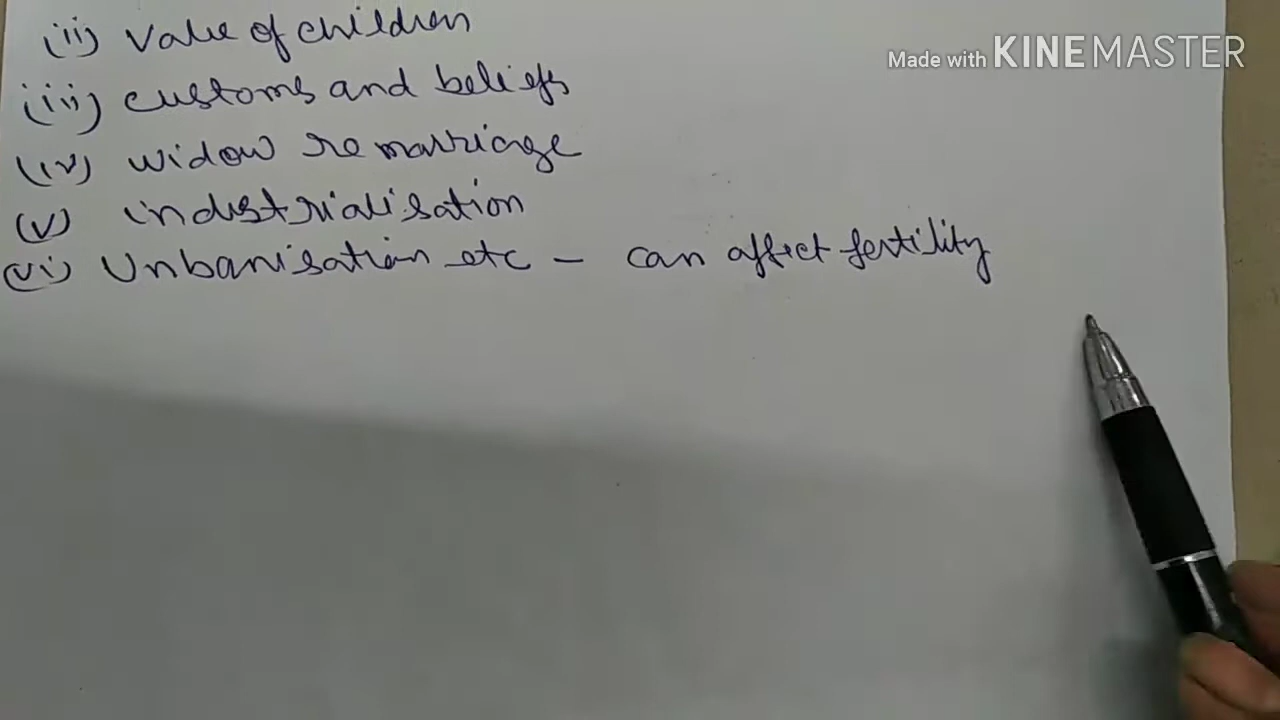 (ii) Value of children
Made with KINEMASTER
(iii) customs and beliefs
(iv) widow remarriage
(v) industrialisation
(vi) Urbanisation etc – can affect fertility